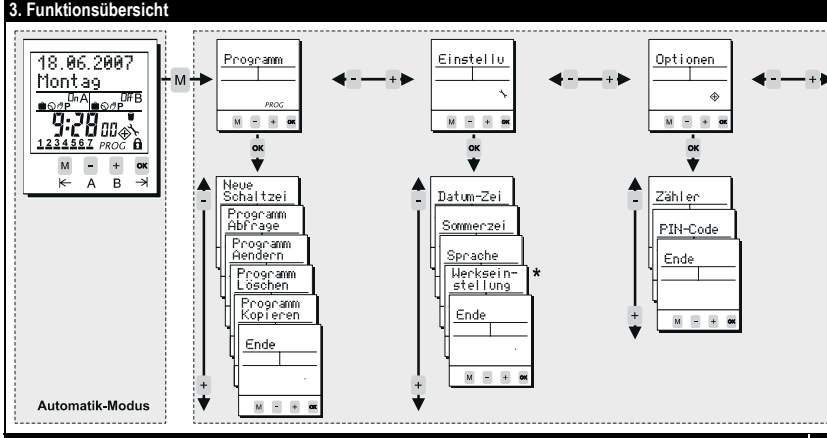 3. Funktionsübersicht
18.06.2007
Montag
On A Off B
P P
9:28 00
1234567 PROG
M - + OK
A B
Automatik-Modus
M
Programm
PROG
M - + OK
OK
-
+
Neue
Schaltzei
Programm
Abfrage
Programm
Aendern
Programm
Löschen
Programm
Kopieren
Ende
M - + OK
- +
Einstellu
M - + OK
OK
-
+
Datum-Zei
Sommerzei
Sprache
Werksein-
stellung *
Ende
M - + OK
- +
Optionen
M - + OK
OK
-
+
Zähler
PIN-Code
Ende
M - + OK
- +